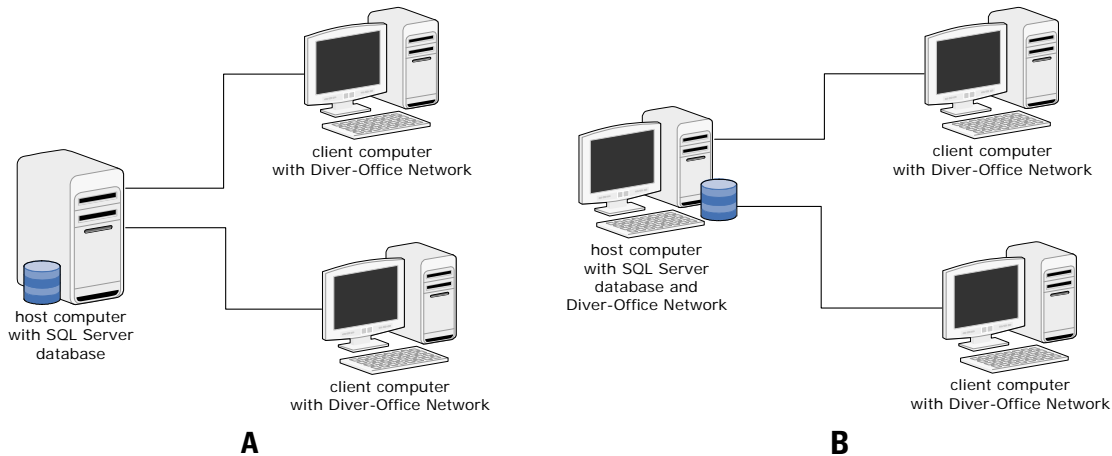 client computer
with Diver-Office Network
host computer
with SQL Server
database
client computer
with Diver-Office Network
A
client computer
with Diver-Office Network
host computer
with SQL Server
database and
Diver-Office Network
client computer
with Diver-Office Network
B